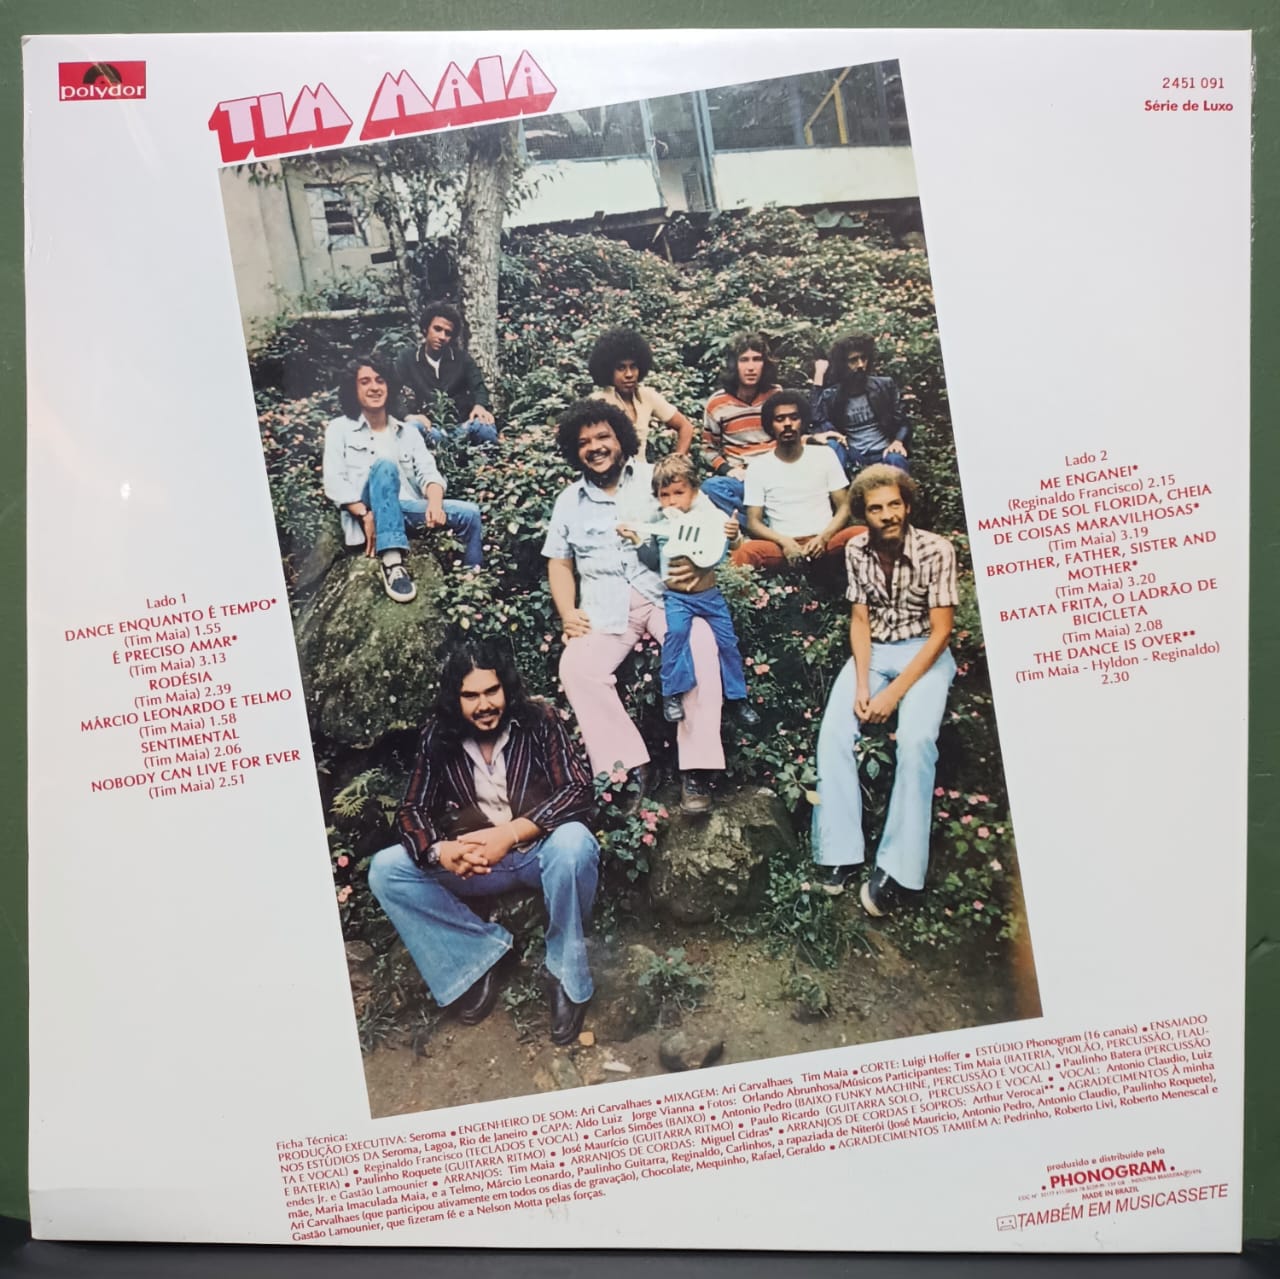 polydor
TIM MAIA
2451 091
Série de Luxo
Lado 1
DANCE ENQUANTO É TEMPO*
(Tim Maia) 1.55
É PRECISO AMAR*
(Tim Maia) 3.13
RODÉSIA
(Tim Maia) 2.39
MÁRCIO LEONARDO E TELMO
(Tim Maia) 1.58
SENTIMENTAL
(Tim Maia) 2.06
NOBODY CAN LIVE FOR EVER
(Tim Maia) 2.51
Lado 2
ME ENGANEI*
(Reginaldo Francisco) 2.15
MANHÃ DE SOL FLORIDA, CHEIA
DE COISAS MARAVILHOSAS*
(Tim Maia) 3.19
BROTHER, FATHER, SISTER AND
MOTHER*
(Tim Maia) 3.20
BATATA FRITA, O LADRÃO DE
BICICLETA
(Tim Maia) 2.08
THE DANCE IS OVER**
(Tim Maia - Hyldon - Reginaldo)
2.30
Ficha Técnica:
PRODUÇÃO EXECUTIVA: Seroma • ENGENHEIRO DE SOM: Ari Carvalhaes • MIXAGEM: Ari Carvalhaes Tim Maia • CORTE: Luigi Hoffer • ESTÚDIO Phonogram (16 canais) • ENSAIADO
NOS ESTÚDIOS DA Seroma, Lagoa, Rio de Janeiro • CAPA: Aldo Luiz Jorge Vianna • Fotos: Orlando Abrunhosa/Músicos Participantes: Tim Maia (BATERIA, VIOLÃO, PERCUSSÃO, FLAU-
TA E VOCAL) • Reginaldo Francisco (TECLADOS E VOCAL) • Carlos Simões (BAIXO) • Antonio Pedro (BAIXO FUNKY MACHINE, PERCUSSÃO E VOCAL) • Paulinho Batera (PERCUSSÃO
E BATERIA) • Paulinho Roquete (GUITARRA RITMO) • José Maurício (GUITARRA RITMO) • Paulo Ricardo (GUITARRA SOLO, PERCUSSÃO E VOCAL • VOCAL: Antonio Claudio, Luiz
endes Jr. e Gastão Lamounier • ARRANJOS: Tim Maia • ARRANJOS DE CORDAS: Miguel Cidras* • ARRANJOS DE CORDAS E SOPROS: Arthur Verocai** • AGRADECIMENTOS À minha
mãe, Maria Imaculada Maia, e a Telmo, Márcio Leonardo, Paulinho Guitarra, Reginaldo, Carlinhos, a rapaziada de Niterói (José Mauricio, Antonio Pedro, Antonio Claudio, Paulinho Roquete),
Ari Carvalhaes (que participou ativamente em todos os dias de gravação), Chocolate, Mequinho, Rafael, Geraldo • AGRADECIMENTOS TAMBÉM A: Pedrinho, Roberto Livi, Roberto Menescal e
Gastão Lamounier, que fizeram fé e a Nelson Motta pelas forças.
produzido e distribuido pela
.PHONOGRAM.
MADE IN BRAZIL
TAMBÉM EM MUSICASSETE